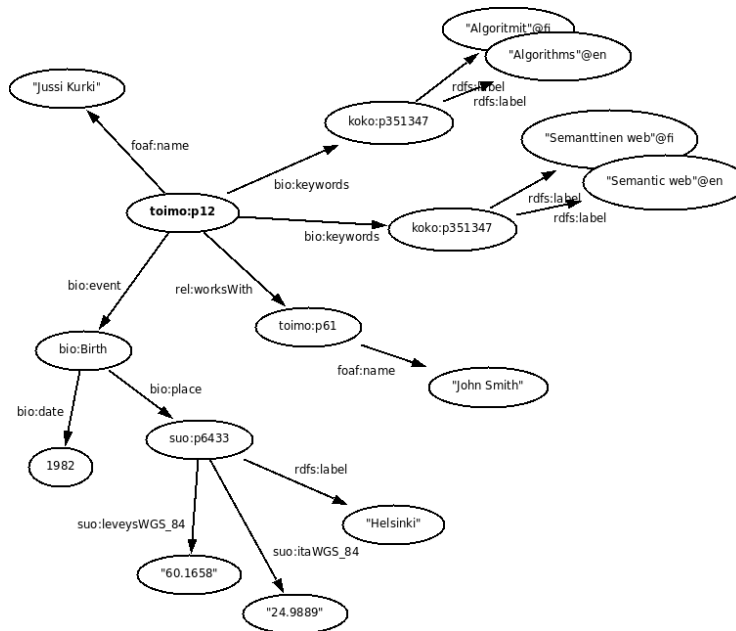 "Algoritmit"@fi
"Algorithms"@en
"Jussi Kurki"
rdfs:label
rdfs:label
koko:p351347
"Semanttinen web"@fi
foaf:name
"Semantic web"@en
bio:keywords
rdfs:label
toimo:p12
rdfs:label
koko:p351347
bio:keywords
bio:event
rel:worksWith
toimo:p61
bio:Birth
foaf:name
bio:place
"John Smith"
bio:date
suo:p6433
1982
rdfs:label
suo:leveysWGS_84
"Helsinki"
suo:itaWGS_84
"60.1658"
"24.9889"